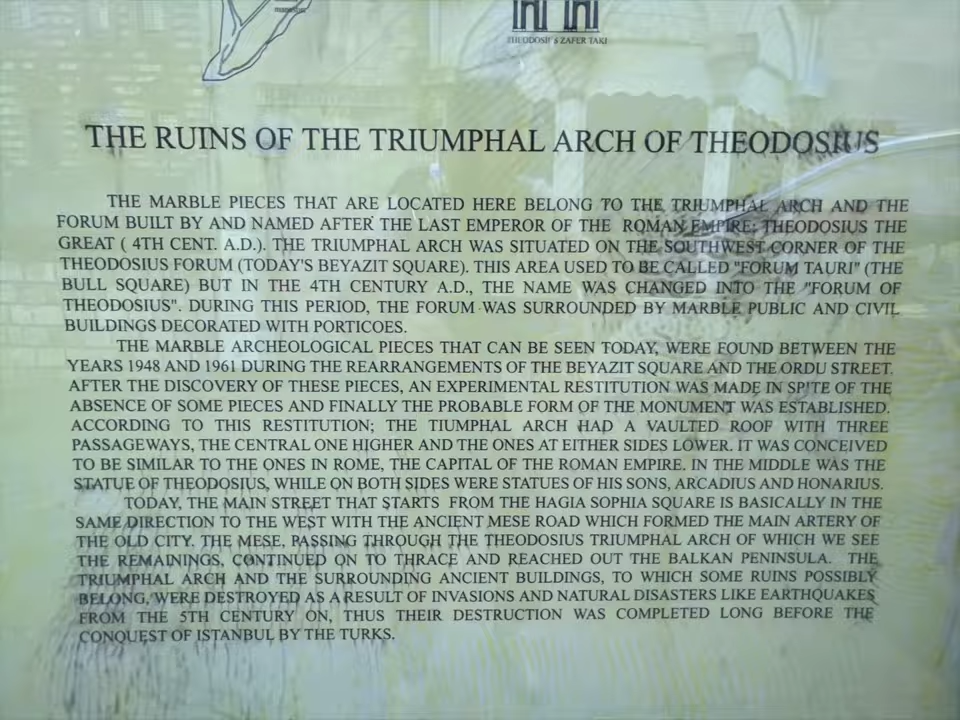 THEODOSIUS ZAFER TAKI
THE RUINS OF THE TRIUMPHAL ARCH OF THEODOSIUS
THE MARBLE PIECES THAT ARE LOCATED HERE BELONG TO THE TRIUMPHAL ARCH AND THE
FORUM BUILT BY AND NAMED AFTER THE LAST EMPEROR OF THE ROMAN EMPIRE; THEODOSIUS THE
GREAT ( 4TH CENT. A.D.). THE TRIUMPHAL ARCH WAS SITUATED ON THE SOUTHWEST CORNER OF THE
THEODOSIUS FORUM (TODAY'S BEYAZIT SQUARE). THIS AREA USED TO BE CALLED "FORUM TAURI" (THE
BULL SQUARE) BUT IN THE 4TH CENTURY A.D., THE NAME WAS CHANGED INTO THE "FORUM OF
THEODOSIUS". DURING THIS PERIOD, THE FORUM WAS SURROUNDED BY MARBLE PUBLIC AND CIVIL
BUILDINGS DECORATED WITH PORTICOES.
THE MARBLE ARCHEOLOGICAL PIECES THAT CAN BE SEEN TODAY, WERE FOUND BETWEEN THE
YEARS 1948 AND 1961 DURING THE REARRANGEMENTS OF THE BEYAZIT SQUARE AND THE ORDU STREET.
AFTER THE DISCOVERY OF THESE PIECES, AN EXPERIMENTAL RESTITUTION WAS MADE IN SPITE OF THE
ABSENCE OF SOME PIECES AND FINALLY THE PROBABLE FORM OF THE MONUMENT WAS ESTABLISHED.
ACCORDING TO THIS RESTITUTION; THE TIUMPHAL ARCH HAD A VAULTED ROOF WITH THREE
PASSAGEWAYS, THE CENTRAL ONE HIGHER AND THE ONES AT EITHER SIDES LOWER. IT WAS CONCEIVED
TO BE SIMILAR TO THE ONES IN ROME, THE CAPITAL OF THE ROMAN EMPIRE. IN THE MIDDLE WAS THE
STATUE OF THEODOSIUS, WHILE ON BOTH SIDES WERE STATUES OF HIS SONS, ARCADIUS AND HONARIUS.
TODAY, THE MAIN STREET THAT STARTS FROM THE HAGIA SOPHIA SQUARE IS BASICALLY IN THE
SAME DIRECTION TO THE WEST WITH THE ANCIENT MESE ROAD WHICH FORMED THE MAIN ARTERY OF
THE OLD CITY. THE MESE, PASSING THROUGH THE THEODOSIUS TRIUMPHAL ARCH OF WHICH WE SEE
THE REMAININGS, CONTINUED ON TO THRACE AND REACHED OUT THE BALKAN PENINSULA. THE
TRIUMPHAL ARCH AND THE SURROUNDING ANCIENT BUILDINGS, TO WHICH SOME RUINS POSSIBLY
BELONG, WERE DESTROYED AS A RESULT OF INVASIONS AND NATURAL DISASTERS LIKE EARTHQUAKES
FROM THE 5TH CENTURY ON, THUS THEIR DESTRUCTION WAS COMPLETED LONG BEFORE THE
CONQUEST OF ISTANBUL BY THE TURKS.